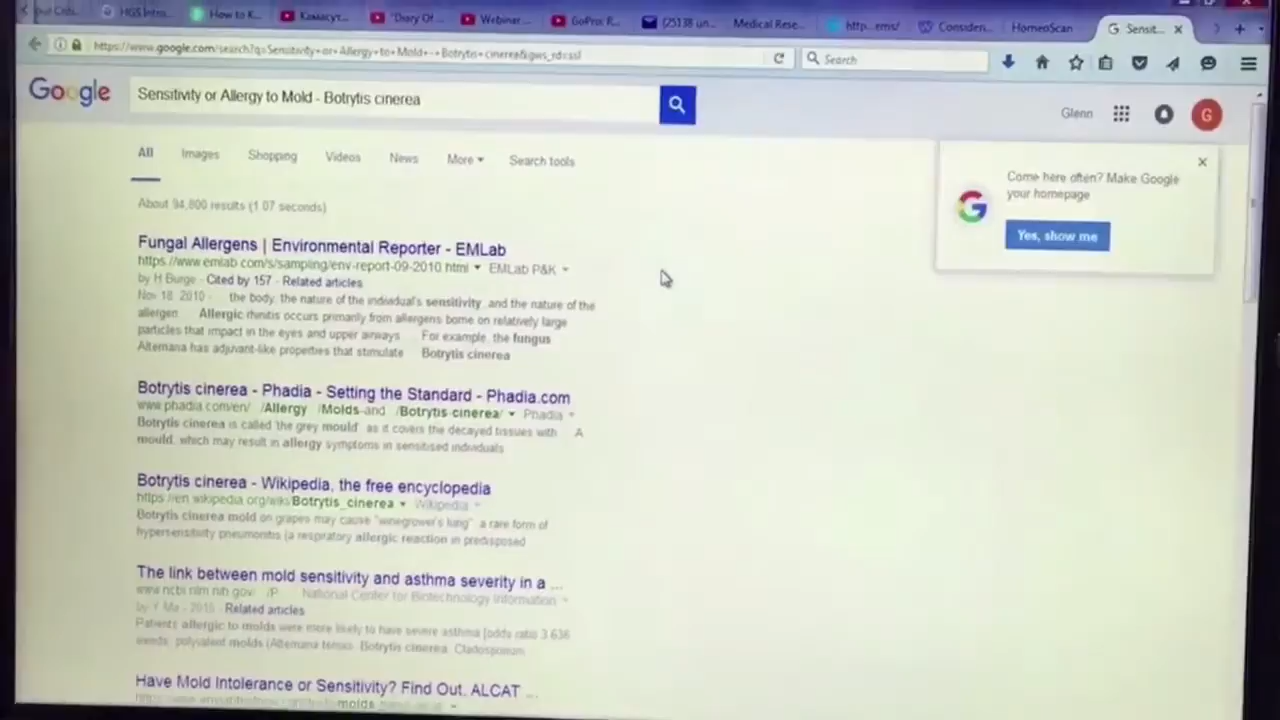 HGS Intro...
How to K...
Камасут...
"Diary Of...
Webinar...
GoPro: R...
(25138 un...
Medical Rese...
http...ems/
Consideri...
HomeoScan
Sensit...
https://www.google.com/search?q=Sensitivity+or+Allergy+to+Mold+-+Botrytis+cinerea&gws_rd=ssl
Search
Google
Sensitivity or Allergy to Mold - Botrytis cinerea
Glenn
G
All Images Shopping Videos News More Search tools
Come here often? Make Google
your homepage
Yes, show me
About 94,800 results (1.07 seconds)
Fungal Allergens | Environmental Reporter - EMLab
https://www.emlab.com/s/sampling/env-report-09-2010.html EMLab P&K
by H Burge - Cited by 157 - Related articles
Nov 18, 2010 - the body, the nature of the individual's sensitivity, and the nature of the
allergen. Allergic rhinitis occurs primarily from allergens borne on relatively large
particles that impact in the eyes and upper airways. For example, the fungus
Alternaria has adjuvant-like properties that stimulate Botrytis cinerea
Botrytis cinerea - Phadia - Setting the Standard - Phadia.com
www.phadia.com/en/ /Allergy /Molds-and /Botrytis-cinerea/ Phadia
Botrytis cinerea is called 'the grey mould' as it covers the decayed tissues with A
mould, which may result in allergy symptoms in sensitised individuals
Botrytis cinerea - Wikipedia, the free encyclopedia
https://en.wikipedia.org/wiki/Botrytis_cinerea Wikipedia
Botrytis cinerea mold on grapes may cause "winegrower's lung", a rare form of
hypersensitivity pneumonitis (a respiratory allergic reaction in predisposed
The link between mold sensitivity and asthma severity in a ...
www.ncbi.nlm.nih.gov/ /P National Center for Biotechnology Information
by Y Ma - 2015 - Related articles
Patients allergic to molds were more likely to have severe asthma [odds ratio 3.636
events; polyvalent molds (Alternaria tenuis, Botrytis cinerea, Cladosporium
Have Mold Intolerance or Sensitivity? Find Out. ALCAT ...